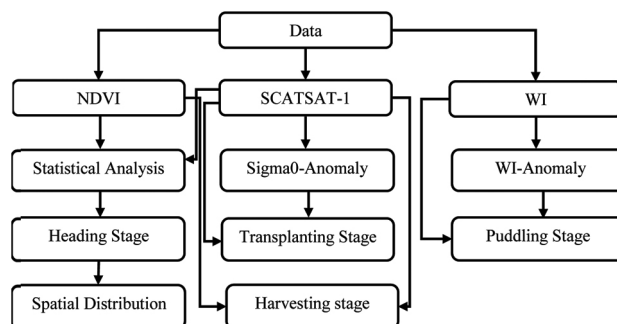 Data
NDVI
SCATSAT-1
WI
Statistical Analysis
Sigma0-Anomaly
WI-Anomaly
Heading Stage
Transplanting Stage
Puddling Stage
Spatial Distribution
Harvesting stage